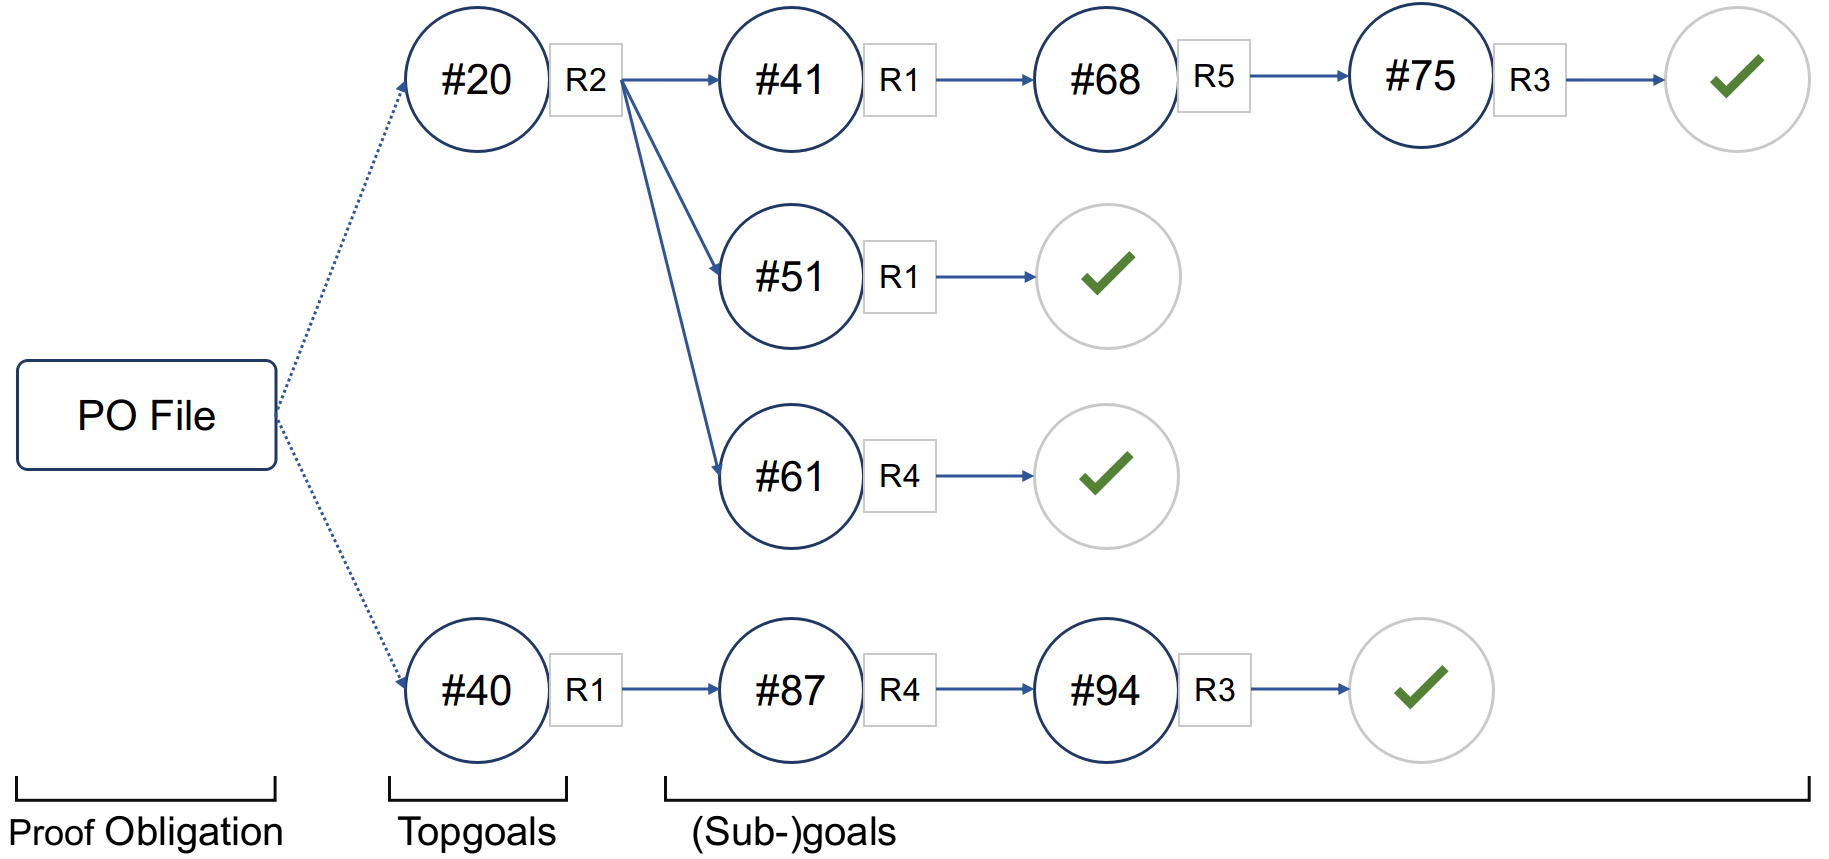 #20
R2
#41
R1
#68
R5
#75
R3
#51
R1
PO File
#61
R4
#40
R1
#87
R4
#94
R3
Proof Obligation
Topgoals
(Sub-)goals